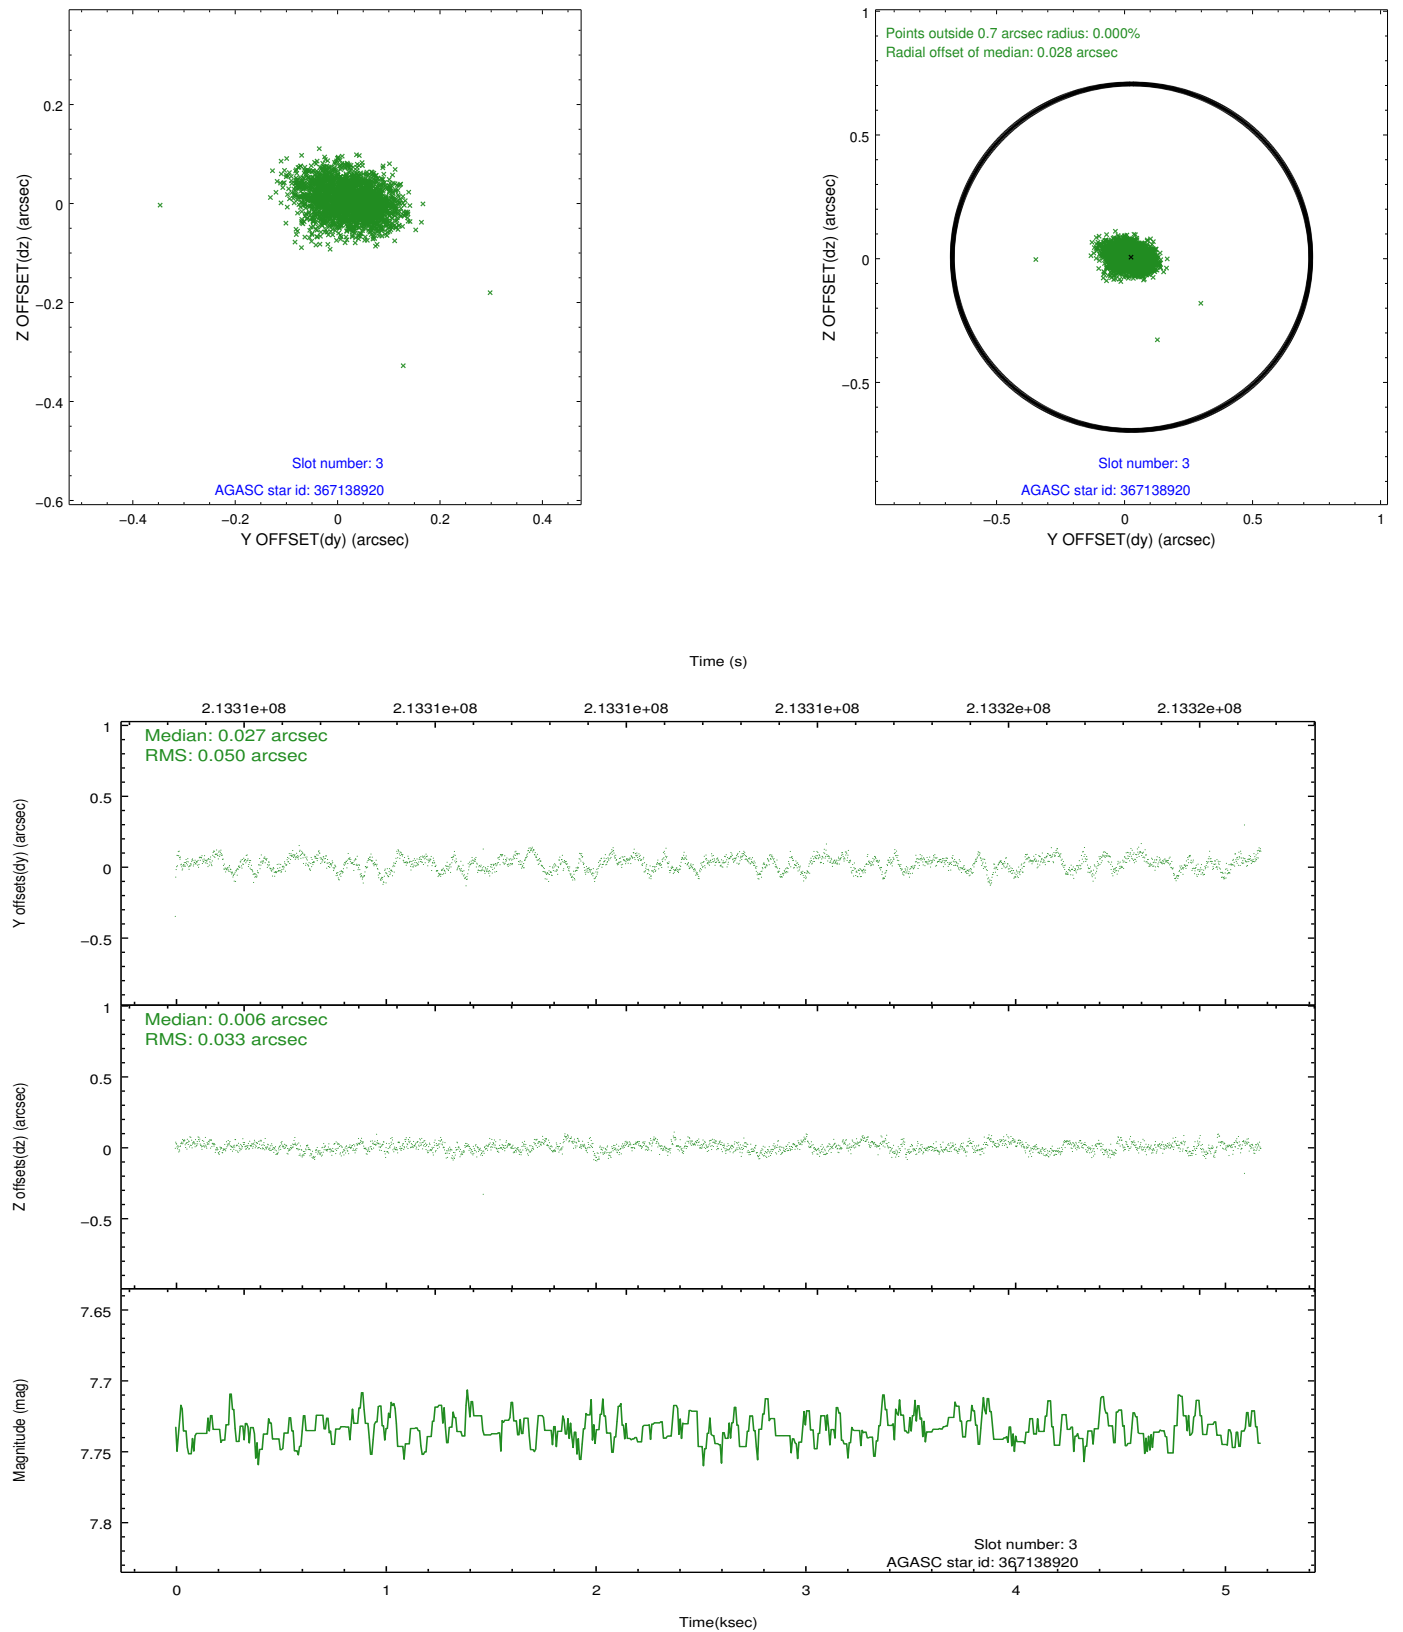 0.2
0
−0.2
−0.4
−0.6
Z OFFSET(dz) (arcsec)
Slot number: 3
AGASC star id: 367138920
−0.4
−0.2
0
0.2
0.4
Y OFFSET(dy) (arcsec)
1
0.5
0
−0.5
Z OFFSET(dz) (arcsec)
Points outside 0.7 arcsec radius: 0.000%
Radial offset of median: 0.028 arcsec
Slot number: 3
AGASC star id: 367138920
−0.5
0
0.5
1
Y OFFSET(dy) (arcsec)
Time (s)
2.1331e+08
2.1331e+08
2.1331e+08
2.1331e+08
2.1332e+08
2.1332e+08
1
0.5
0
−0.5
Y offsets(dy) (arcsec)
Median: 0.027 arcsec
RMS: 0.050 arcsec
1
0.5
0
−0.5
Z offsets(dz) (arcsec)
Median: 0.006 arcsec
RMS: 0.033 arcsec
7.65
7.7
7.75
7.8
Magnitude (mag)
Slot number: 3
AGASC star id: 367138920
0
1
2
3
4
5
Time(ksec)